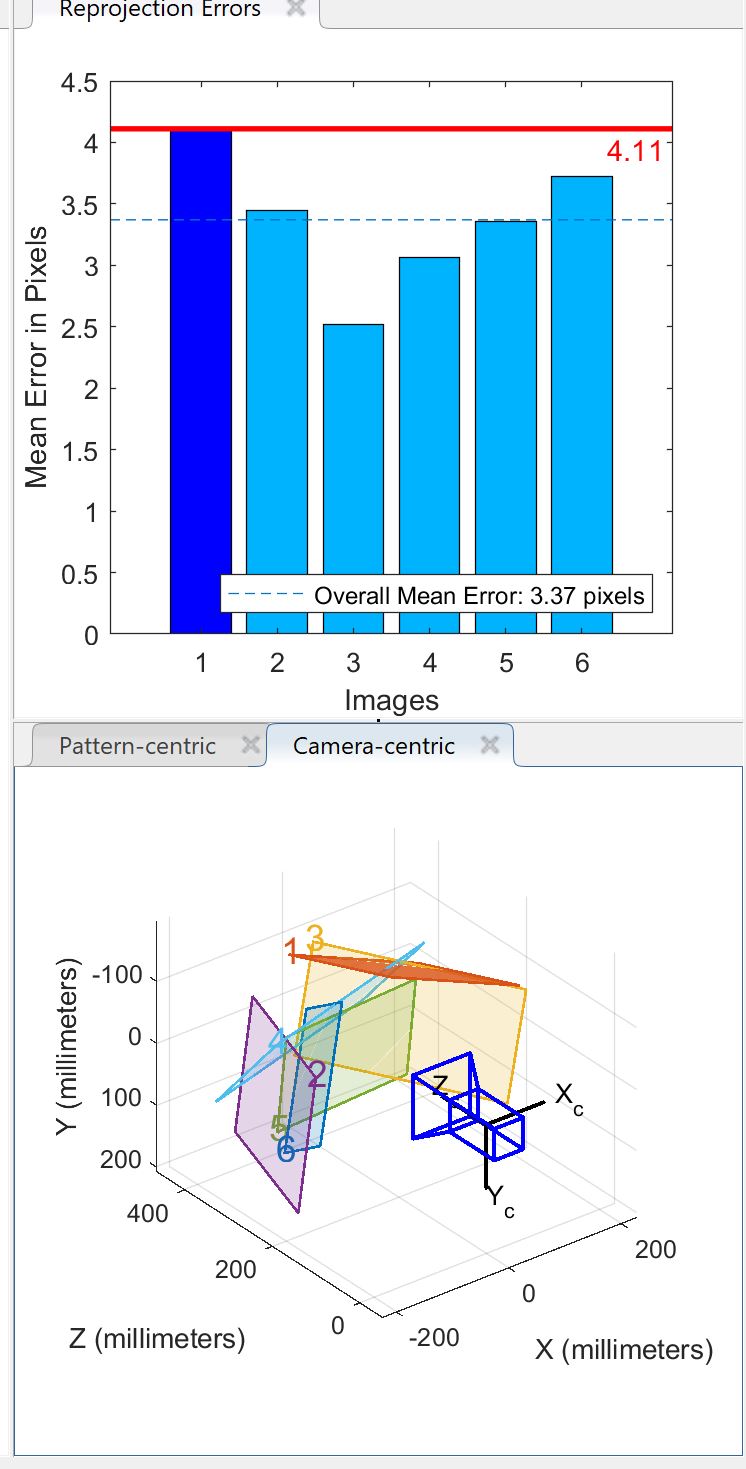 Reprojection Errors
4.5
4
4.11
3.5
3
2.5
2
1.5
1
0.5
0
Mean Error in Pixels
Overall Mean Error: 3.37 pixels
1 2 3 4 5 6
Images
Pattern-centric
Camera-centric
-100
0
100
200
Y (millimeters)
1
3
4
2
5
6
Z
Xc
Yc
400
200
0
Z (millimeters)
-200
0
200
X (millimeters)